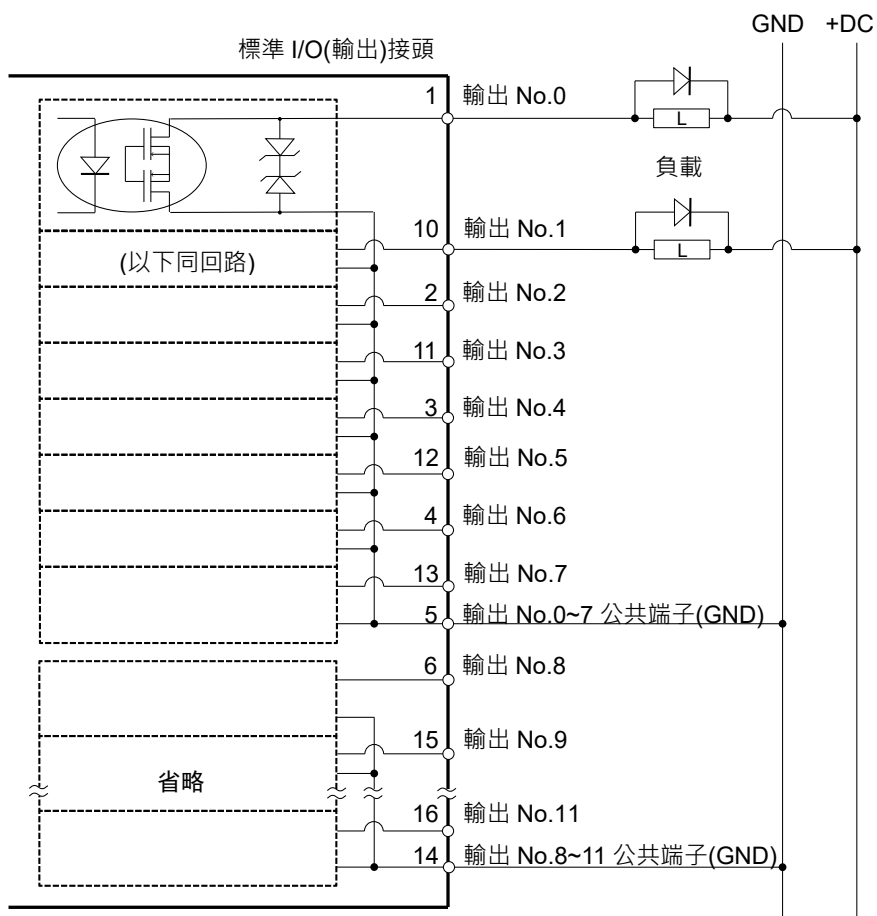 GND +DC
標準 I/O(輸出)接頭
1 輸出 No.0
L
負載
10 輸出 No.1
L
(以下同回路)
2 輸出 No.2
11 輸出 No.3
3 輸出 No.4
12 輸出 No.5
4 輸出 No.6
13 輸出 No.7
5 輸出 No.0~7 公共端子(GND)
6 輸出 No.8
15 輸出 No.9
省略
16 輸出 No.11
14 輸出 No.8~11 公共端子(GND)